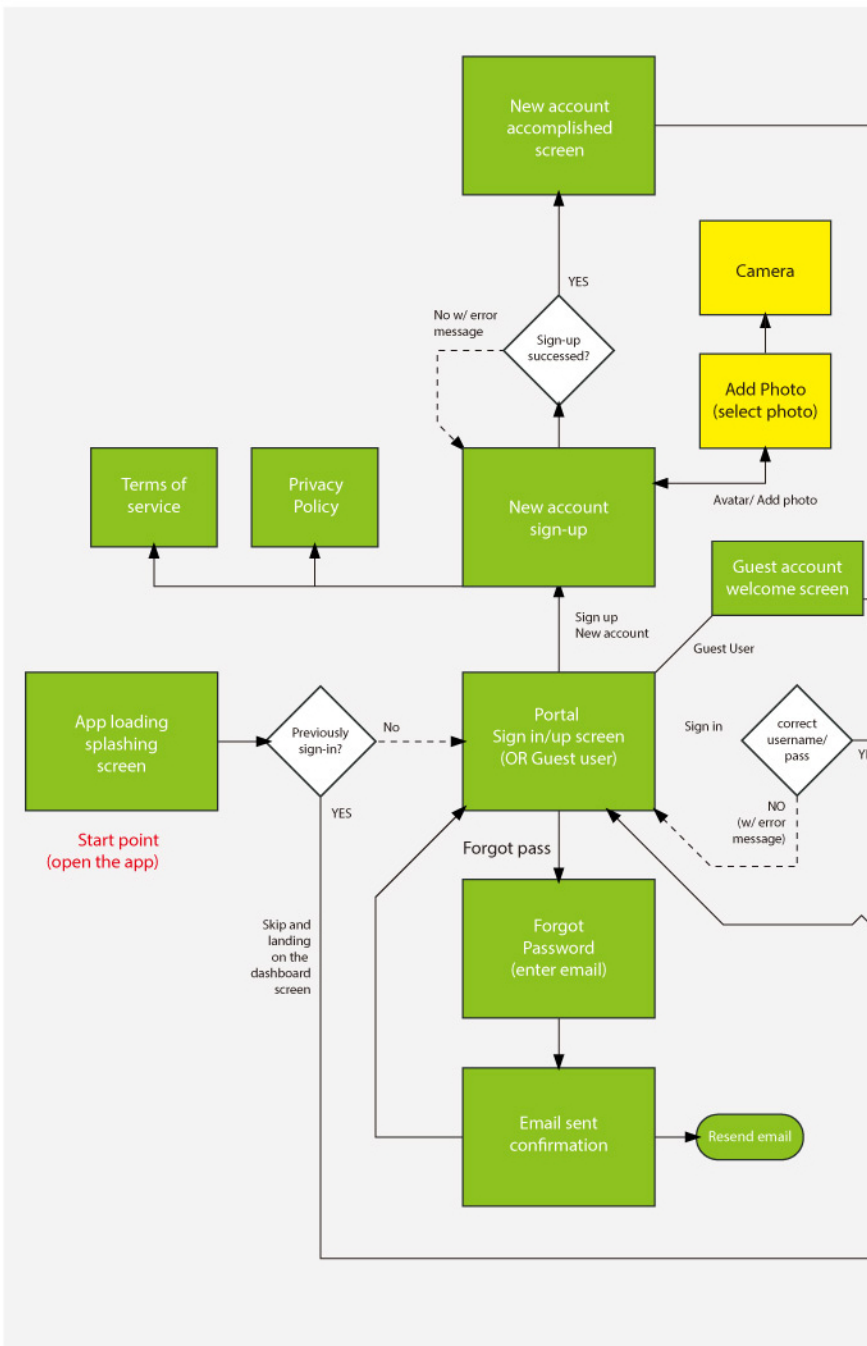 New account
accomplished
screen
Camera
YES
No w/ error
message
Sign-up
successed?
Add Photo
(select photo)
Terms of
service
Privacy
Policy
New account
sign-up
Avatar/ Add photo
Guest account
welcome screen
Sign up
New account
Guest User
App loading
splashing
screen
Previously
sign-in?
No
Portal
Sign in/up screen
(OR Guest user)
Sign in
correct
username/
pass
YE
YES
NO
(w/ error
message)
Start point
(open the app)
Forgot pass
Skip and
landing
on the
dashboard
screen
Forgot
Password
(enter email)
Email sent
confirmation
Resend email